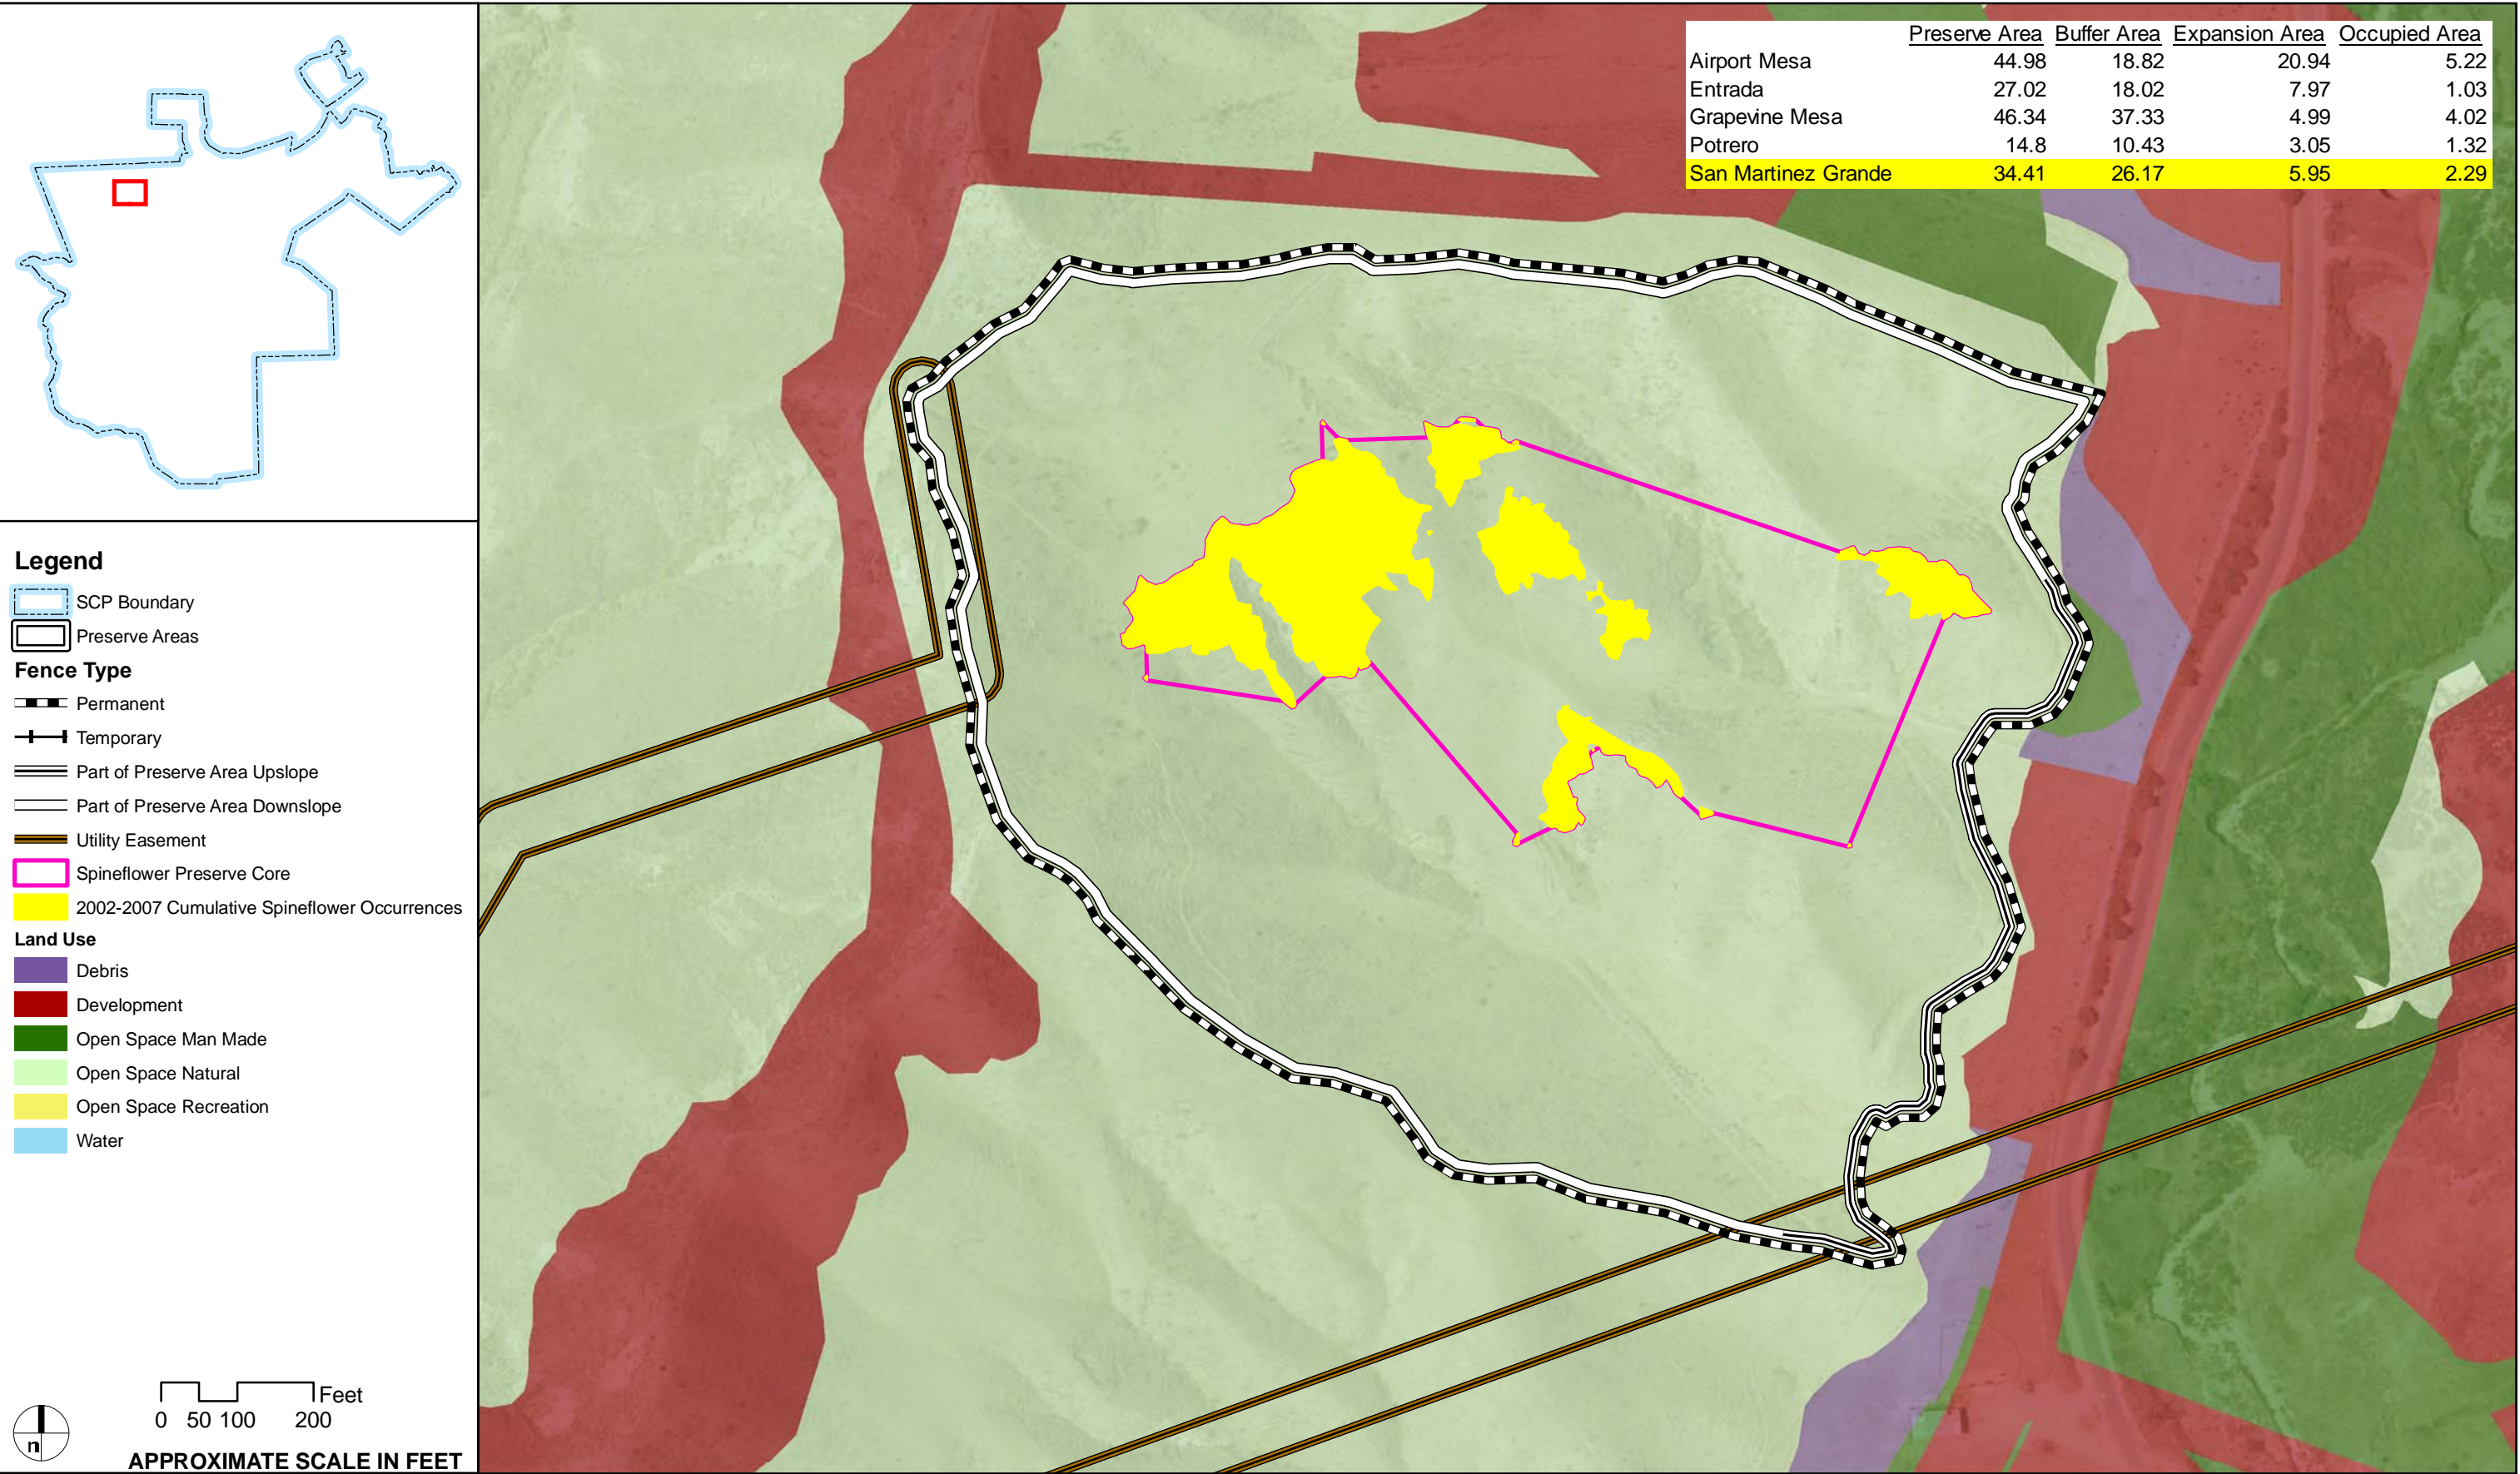 Preserve Area Buffer Area Expansion Area Occupied Area
Airport Mesa 44.98 18.82 20.94 5.22
Entrada 27.02 18.02 7.97 1.03
Grapevine Mesa 46.34 37.33 4.99 4.02
Potrero 14.8 10.43 3.05 1.32
San Martinez Grande 34.41 26.17 5.95 2.29
Legend
SCP Boundary
Preserve Areas
Fence Type
Permanent
Temporary
Part of Preserve Area Upslope
Part of Preserve Area Downslope
Utility Easement
Spineflower Preserve Core
2002-2007 Cumulative Spineflower Occurrences
Land Use
Debris
Development
Open Space Man Made
Open Space Natural
Open Space Recreation
Water
Feet
0 50 100 200
n
APPROXIMATE SCALE IN FEET